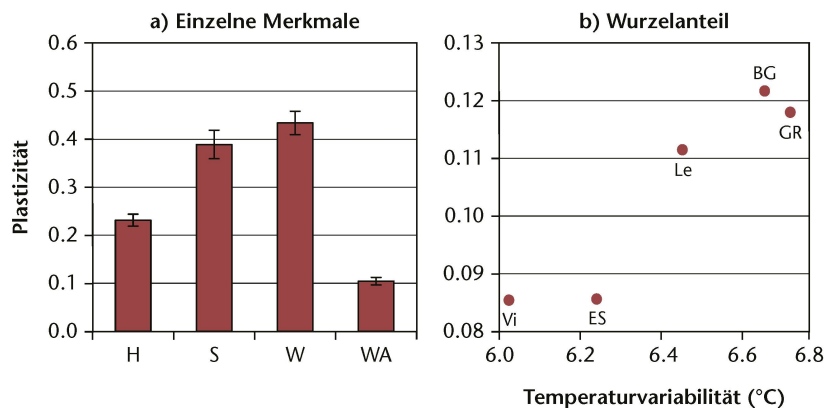 a) Einzelne Merkmale
Plastizität
0.6
0.5
0.4
0.3
0.2
0.1
0.0
H S W WA
b) Wurzelanteil
0.13
0.12
0.11
0.10
0.09
0.08
BG
GR
Le
Vi
ES
6.0 6.2 6.4 6.6 6.8
Temperaturvariabilität (°C)